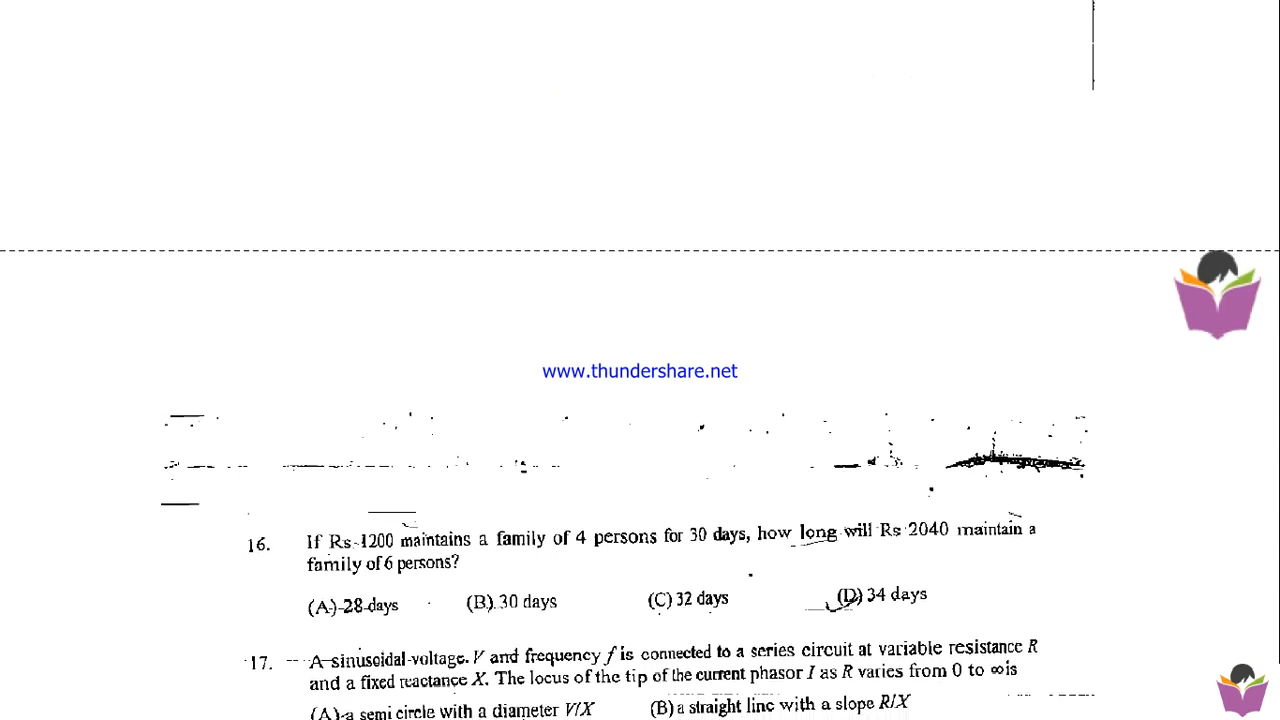 www.thundershare.net
16. If Rs 1200 maintains a family of 4 persons for 30 days, how long will Rs 2040 maintain a
family of 6 persons?
(A) 28 days (B) 30 days (C) 32 days (D) 34 days
17. A sinusoidal voltage V and frequency f is connected to a series circuit at variable resistance R
and a fixed reactance X. The locus of the tip of the current phasor I as R varies from 0 to ∞ is
(A) a semi circle with a diameter V/X (B) a straight line with a slope R/X